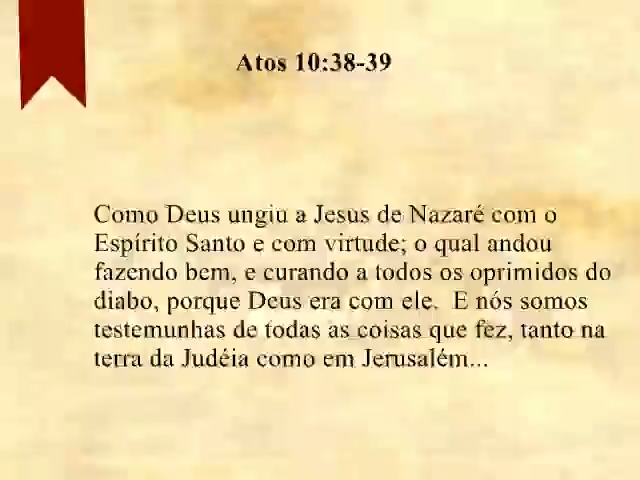 Atos 10:38-39
Como Deus ungiu a Jesus de Nazaré com o
Espírito Santo e com virtude; o qual andou
fazendo bem, e curando a todos os oprimidos do
diabo, porque Deus era com ele.  E nós somos
testemunhas de todas as coisas que fez, tanto na
terra da Judéia como em Jerusalém...